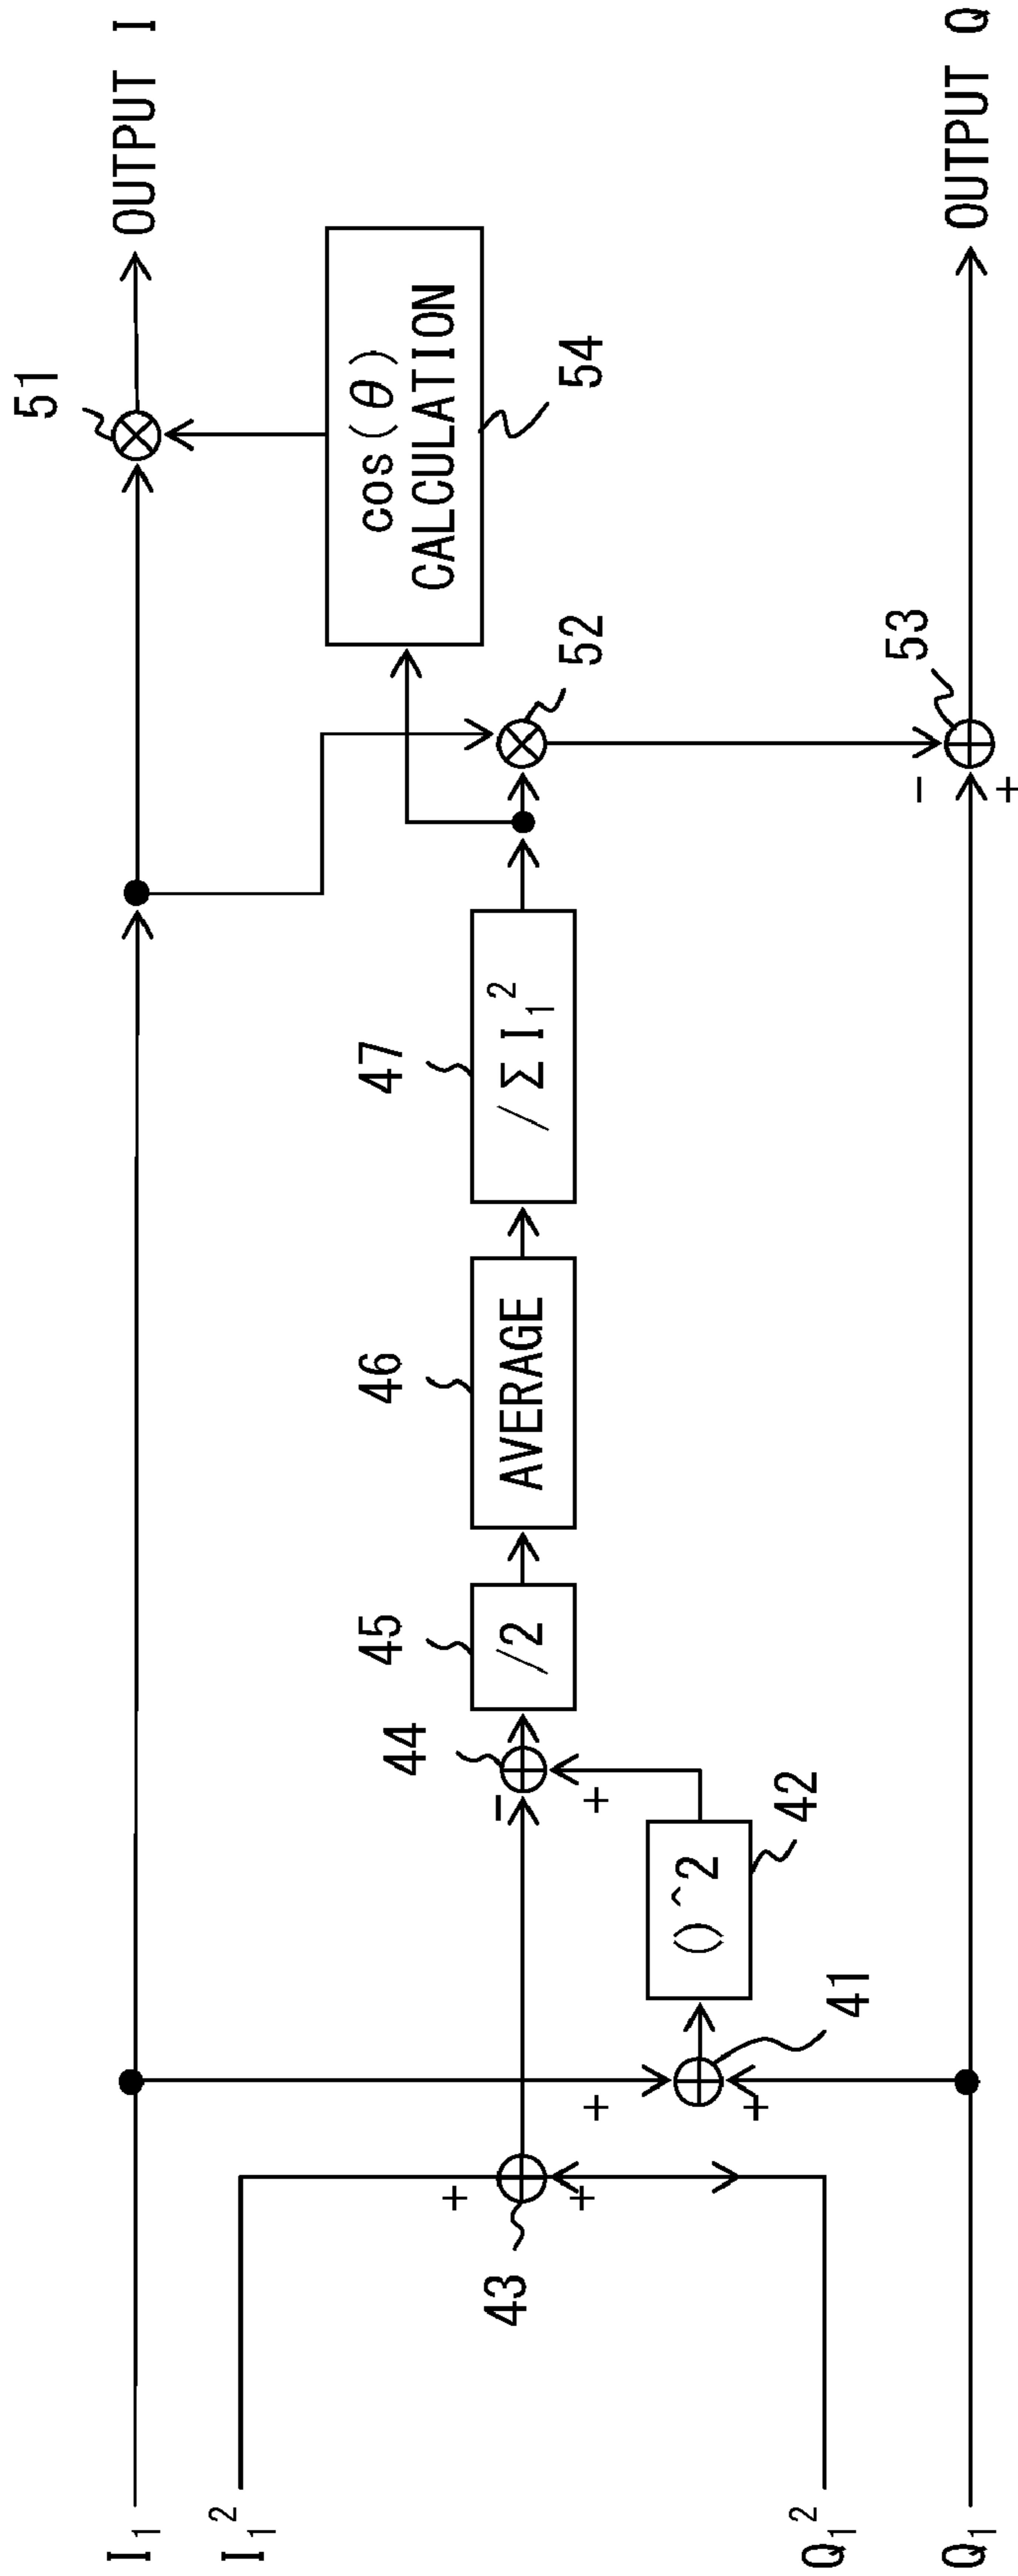 I₁
I₁²
Q₁²
Q₁
43
+
+
+
+
41
( )^2
42
+
−
44
/2
45
AVERAGE
46
/ Σ I₁²
47
52
cos(θ)
CALCULATION
54
51
OUTPUT I
−
+
53
OUTPUT Q